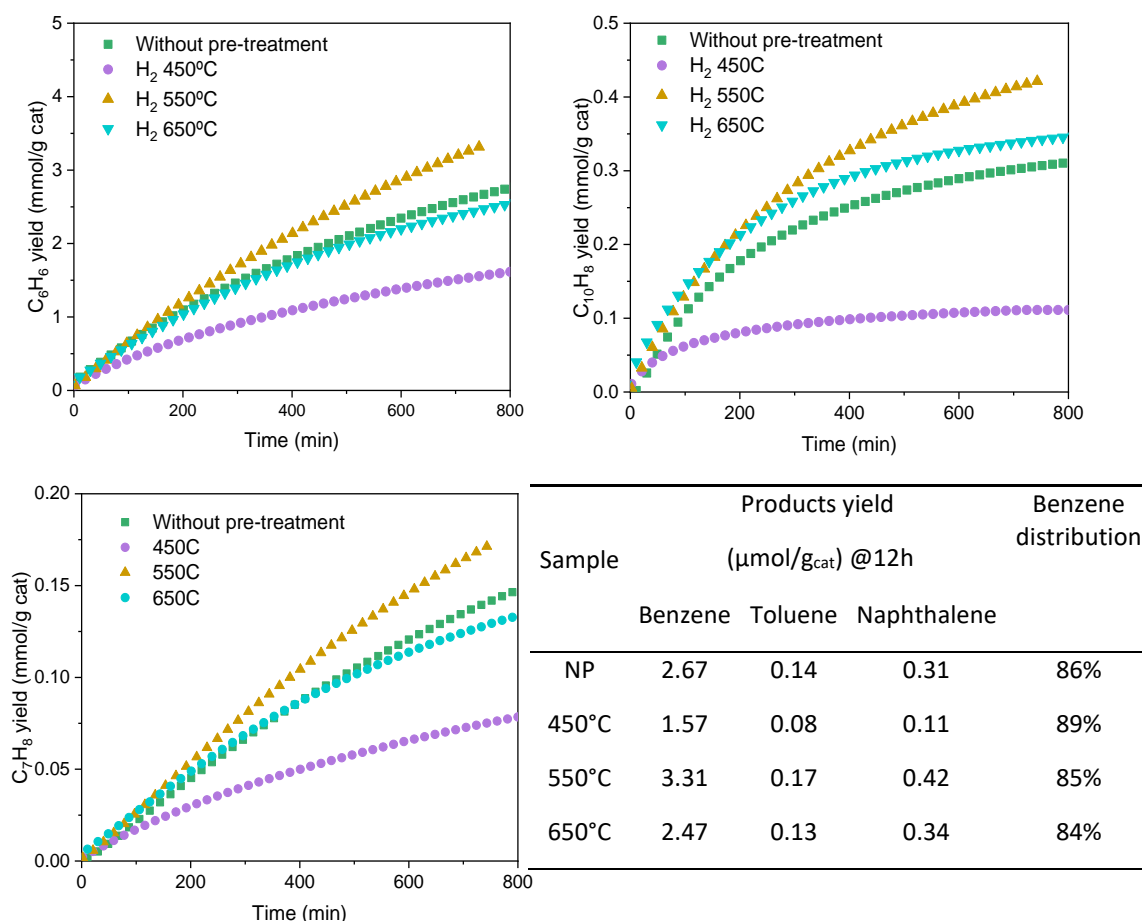 5
4
3
2
1
0
0
200
400
600
800
C6H6 yield (mmol/g cat)
Time (min)
Without pre-treatment
H2 450ºC
H2 550ºC
H2 650ºC
0.5
0.4
0.3
0.2
0.1
0.0
0
200
400
600
800
C10H8 yield (mmol/g cat)
Time (min)
Without pre-treatment
H2 450C
H2 550C
H2 650C
0.20
0.15
0.10
0.05
0.00
0
200
400
600
800
C7H8 yield (mmol/g cat)
Time (min)
Without pre-treatment
450C
550C
650C
Products yield
Benzene
distribution
Sample
(µmol/gcat) @12h
Benzene Toluene Naphthalene
NP 2.67 0.14 0.31 86%
450°C 1.57 0.08 0.11 89%
550°C 3.31 0.17 0.42 85%
650°C 2.47 0.13 0.34 84%